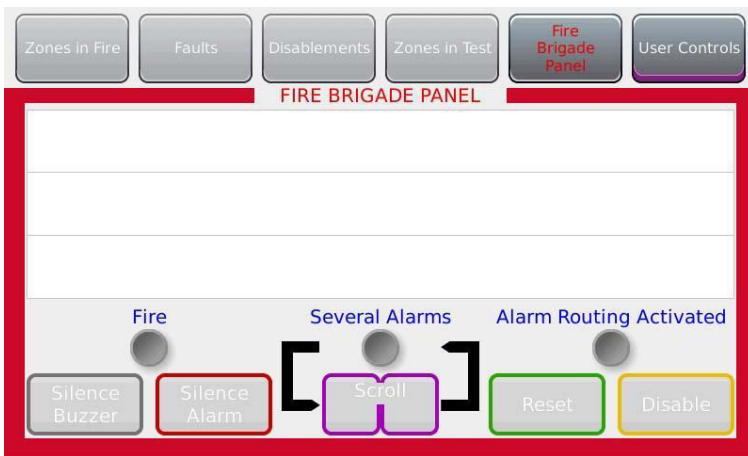 Zones in Fire
Faults
Disablements
Zones in Test
Fire
Brigade
Panel
User Controls
FIRE BRIGADE PANEL
Fire
Several Alarms
Alarm Routing Activated
Silence
Buzzer
Silence
Alarm
Scroll
Reset
Disable